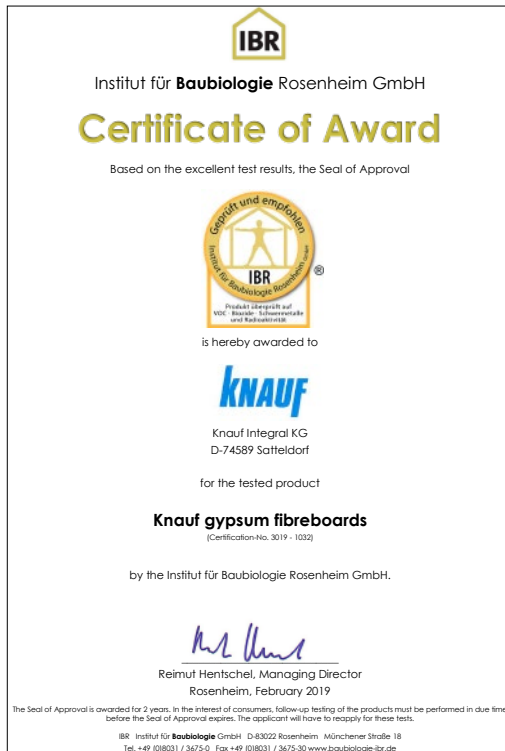 IBR
Institut für Baubiologie Rosenheim GmbH
Certificate of Award
Based on the excellent test results, the Seal of Approval
Geprüft und empfohlen
IBR
Institut für Baubiologie Rosenheim GmbH
®
Produkt überprüft auf
VOC · Biozide · Schwermetalle
und Radioaktivität
is hereby awarded to
KNAUF
Knauf Integral KG
D-74589 Satteldorf
for the tested product
Knauf gypsum fibreboards
(Certification-No. 3019 - 1032)
by the Institut für Baubiologie Rosenheim GmbH.
Reimut Hentschel, Managing Director
Rosenheim, February 2019
The Seal of Approval is awarded for 2 years. In the interest of consumers, follow-up testing of the products must be performed in due time
before the Seal of Approval expires. The applicant will have to reapply for these tests.
IBR Institut für Baubiologie GmbH D-83022 Rosenheim Münchener Straße 18
Tel. +49 (0)8031 / 3675-0 Fax +49 (0)8031 / 3675-30 www.baubiologie-ibr.de